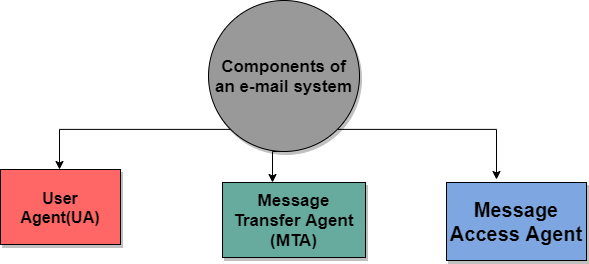 Components of
an e-mail system
User
Agent(UA)
Message
Transfer Agent
(MTA)
Message
Access Agent